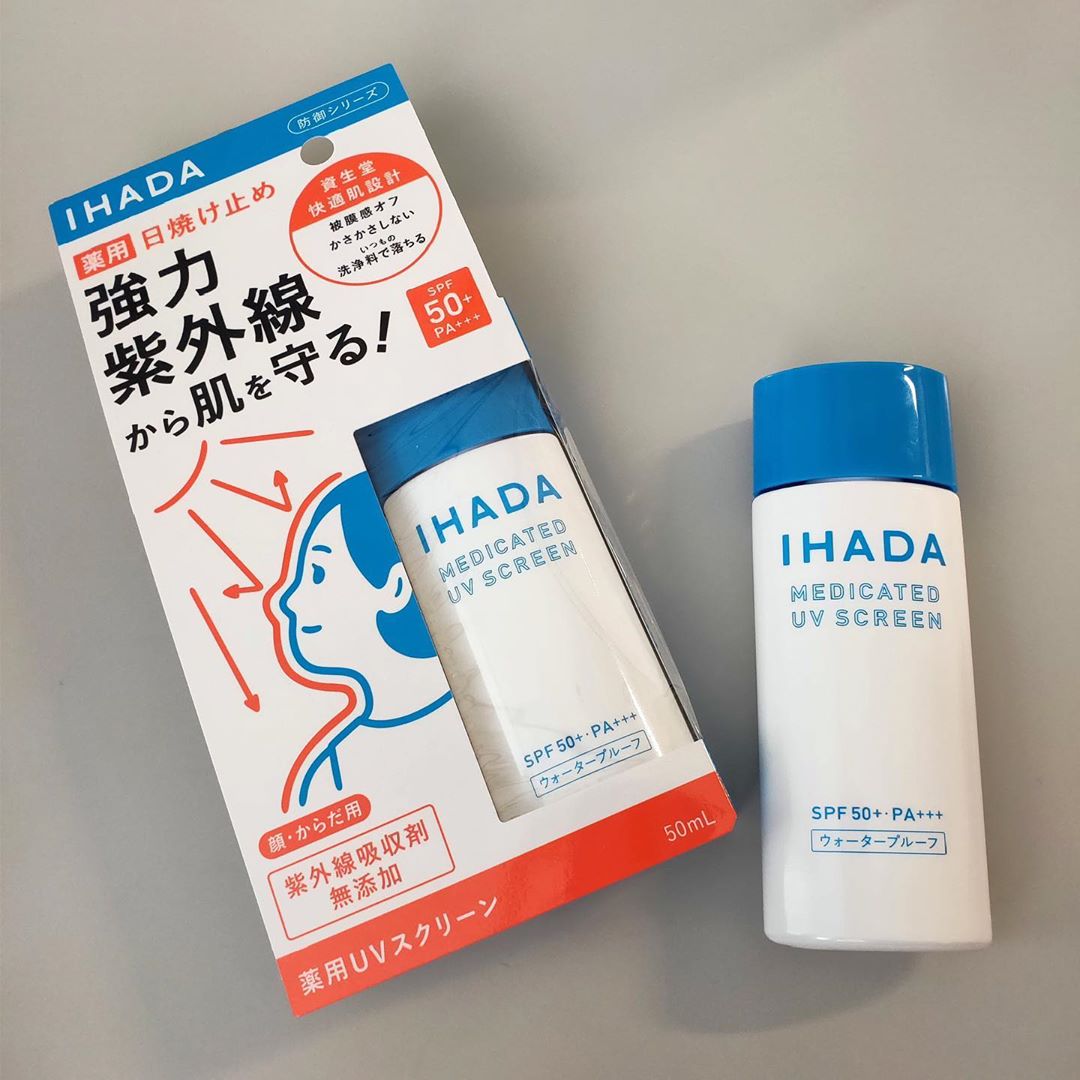 防御シリーズ
IHADA
薬用 日焼け止め
資生堂
快適肌設計
被膜感オフ
かさかさしない
いつもの
洗浄料で落ちる
強力
紫外線
から肌を守る!
SPF
50+
PA+++
IHADA
MEDICATED
UV SCREEN
SPF 50+・PA+++
ウォータープルーフ
顔・からだ用
紫外線吸収剤
無添加
50mL
薬用UVスクリーン
IHADA
MEDICATED
UV SCREEN
SPF 50+・PA+++
ウォータープルーフ